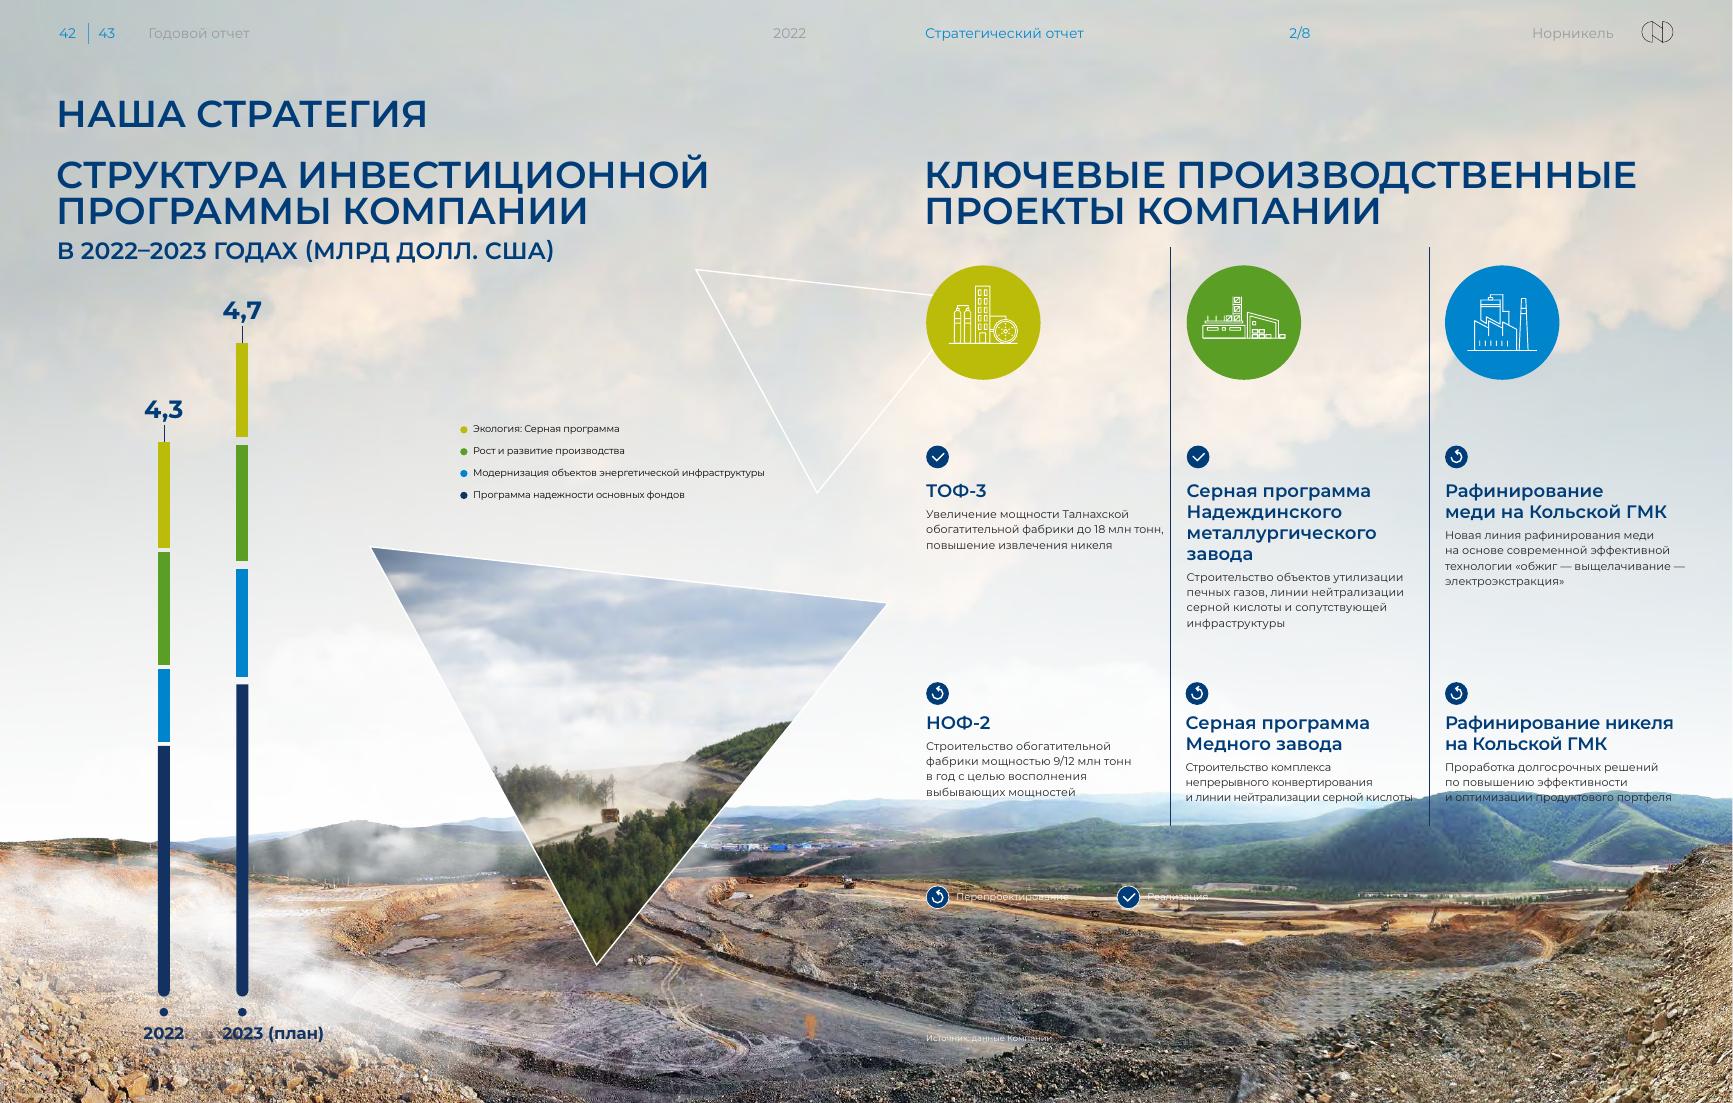 42 | 43 Годовой отчет 2022 Стратегический отчет 2/8 Норникель
НАША СТРАТЕГИЯ
СТРУКТУРА ИНВЕСТИЦИОННОЙ
ПРОГРАММЫ КОМПАНИИ
В 2022–2023 ГОДАХ (МЛРД ДОЛЛ. США)
4,7
4,3
Экология: Серная программа
Рост и развитие производства
Модернизация объектов энергетической инфраструктуры
Программа надежности основных фондов
2022 2023 (план)
КЛЮЧЕВЫЕ ПРОИЗВОДСТВЕННЫЕ
ПРОЕКТЫ КОМПАНИИ
ТОФ-3
Увеличение мощности Талнахской
обогатительной фабрики до 18 млн тонн,
повышение извлечения никеля
Серная программа
Надеждинского
металлургического
завода
Строительство объектов утилизации
печных газов, линии нейтрализации
серной кислоты и сопутствующей
инфраструктуры
Рафинирование
меди на Кольской ГМК
Новая линия рафинирования меди
на основе современной эффективной
технологии «обжиг — выщелачивание —
электроэкстракция»
НОФ-2
Строительство обогатительной
фабрики мощностью 9/12 млн тонн
в год с целью восполнения
выбывающих мощностей
Серная программа
Медного завода
Строительство комплекса
непрерывного конвертирования
и линии нейтрализации серной кислоты
Рафинирование никеля
на Кольской ГМК
Проработка долгосрочных решений
по повышению эффективности
и оптимизации продуктового портфеля
Перепроектирование Реализация
Источник: данные Компании